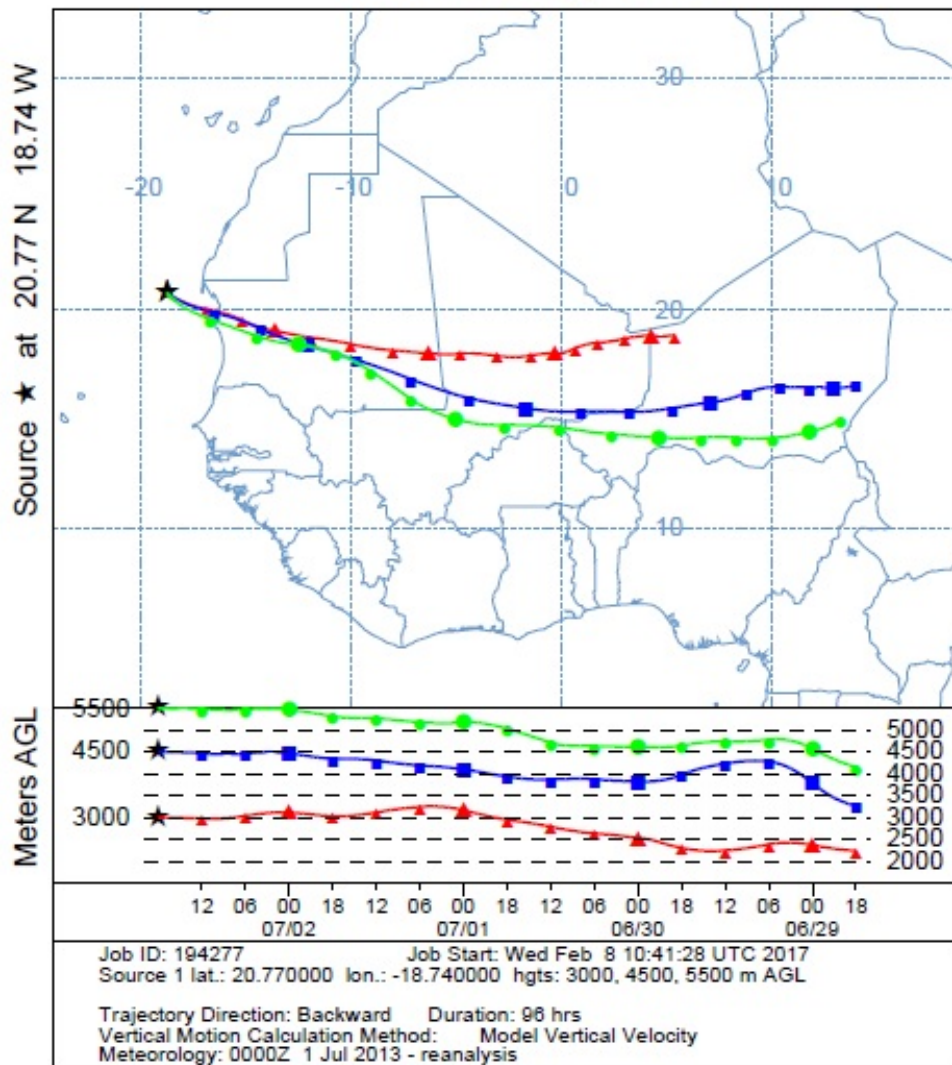 Source ★ at 20.77 N 18.74 W
30
-20 -10 0 10
20
10
Meters AGL
5500
4500
3000
5000
4500
4000
3500
3000
2500
2000
12 06 00 18 12 06 00 18 12 06 00 18 12 06 00 18
07/02 07/01 06/30 06/29
Job ID: 194277 Job Start: Wed Feb 8 10:41:28 UTC 2017
Source 1 lat.: 20.770000 lon.: -18.740000 hgts: 3000, 4500, 5500 m AGL
Trajectory Direction: Backward Duration: 96 hrs
Vertical Motion Calculation Method: Model Vertical Velocity
Meteorology: 0000Z 1 Jul 2013 - reanalysis